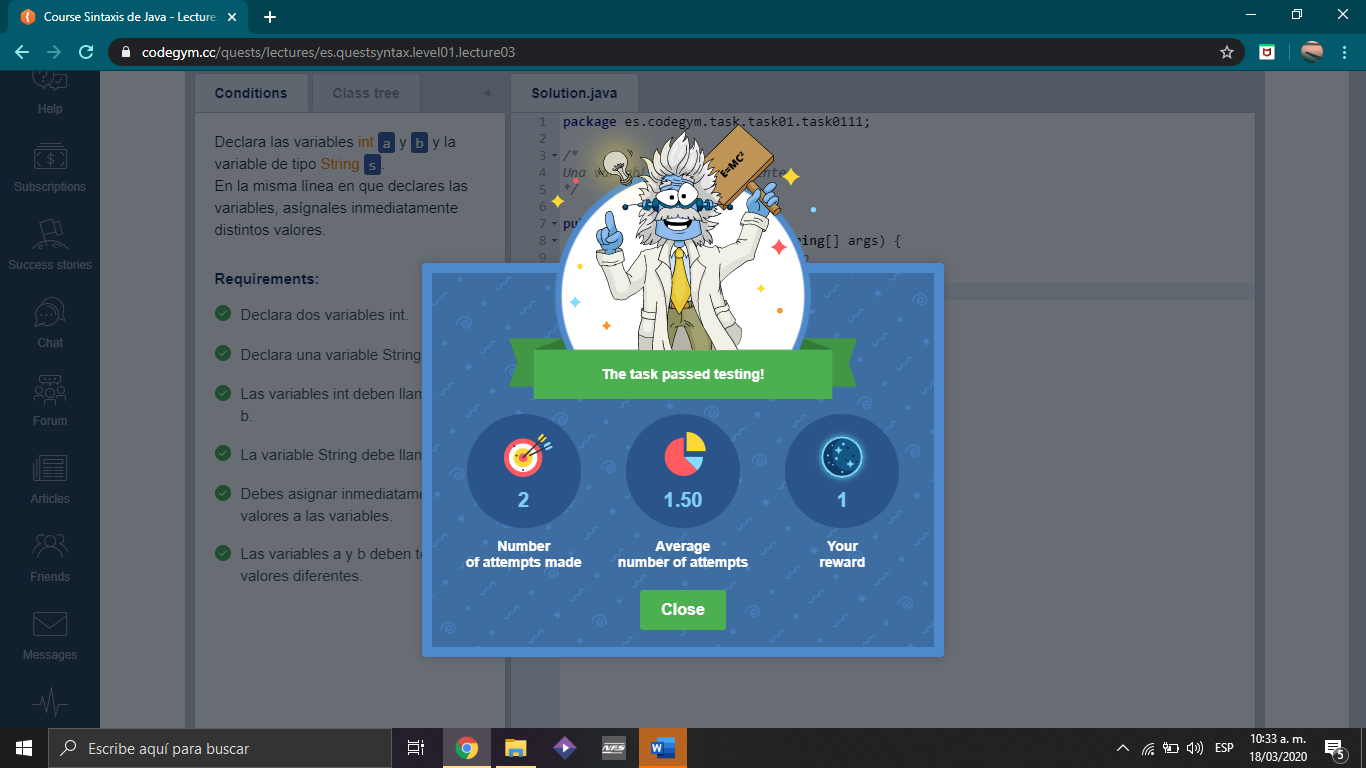 Course Sintaxis de Java - Lecture
codegym.cc/quests/lectures/es.questsyntax.level01.lecture03
Help
Subscriptions
Success stories
Chat
Forum
Articles
Friends
Messages
Conditions
Class tree
Declara las variables int a y b y la
variable de tipo String s.
En la misma línea en que declares las
variables, asígnales inmediatamente
distintos valores.
Requirements:
Declara dos variables int.
Declara una variable String
Las variables int deben
b.
La variable String debe
Debes asignar
valores a las variables.
Las variables a y b deben
valores diferentes.
Solution.java
1 package es.codegym.task.task01.task0111;
2
3 /*
4 Una
5 */
6
7
8 args) {
9
E=MC²
The task passed testing!
2
Number
of attempts made
1.50
Average
number of attempts
1
Your
reward
Close
Escribe aquí para buscar
NFS
W
ESP
10:33 a. m.
18/03/2020
5